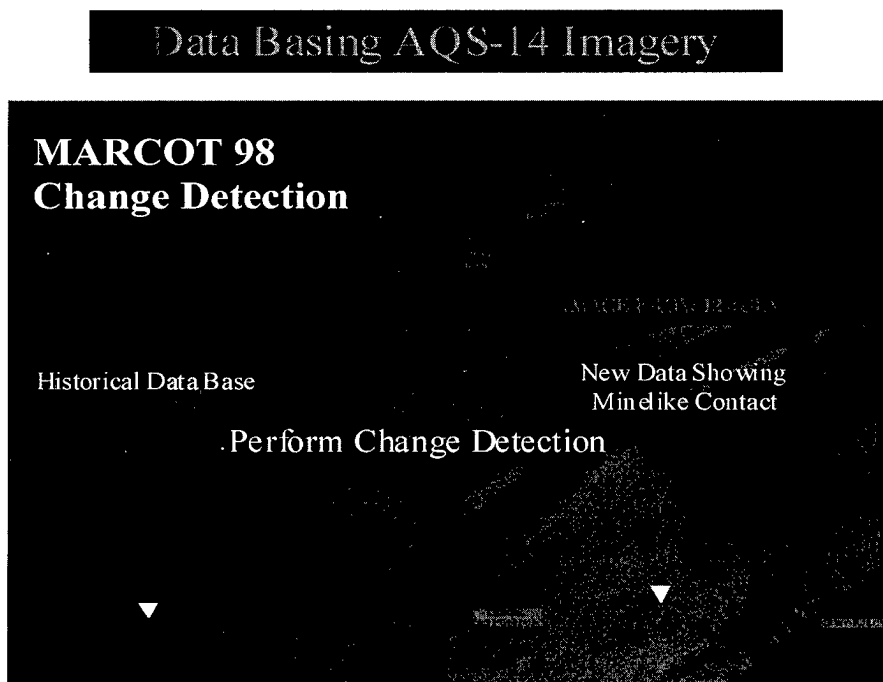 Data Basing AQS-14 Imagery
MARCOT 98
Change Detection
Historical Data Base
New Data Showing
Minelike Contact
Perform Change Detection